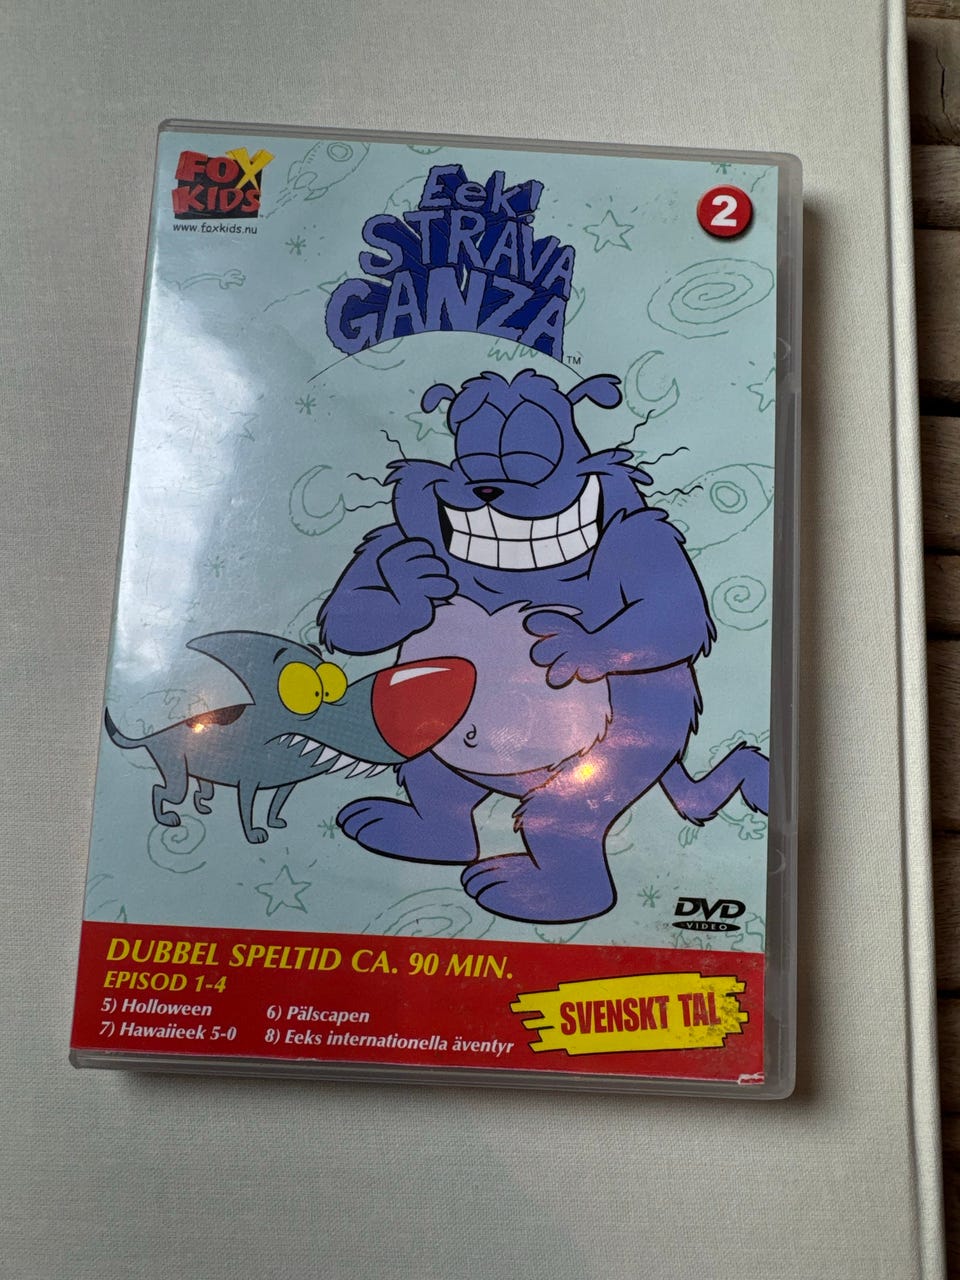 FOX
KIDS
www.foxkids.nu
2
Eek!
STRAVA
GANZA
TM
DVD
VIDEO
DUBBEL SPELTID CA. 90 MIN.
EPISOD 1-4
5) Holloween
6) Pälscapen
7) Hawaiieek 5-0
8) Eeks internationella äventyr
SVENSKT TAL